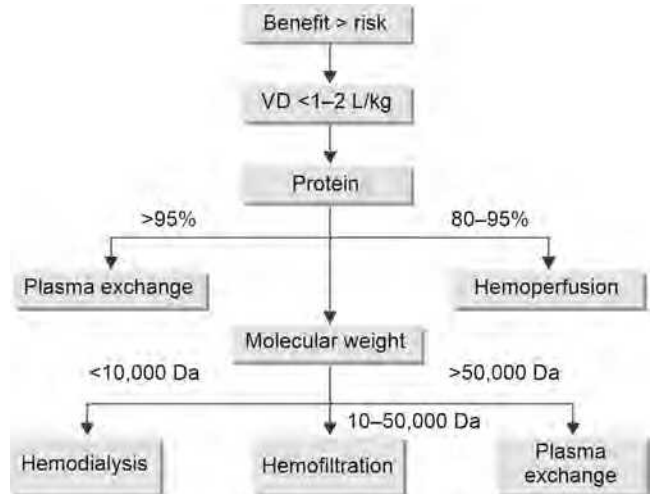 Benefit > risk
VD <1–2 L/kg
Protein
>95%
80–95%
Plasma exchange
Hemoperfusion
Molecular weight
<10,000 Da
>50,000 Da
10–50,000 Da
Hemodialysis
Hemofiltration
Plasma
exchange